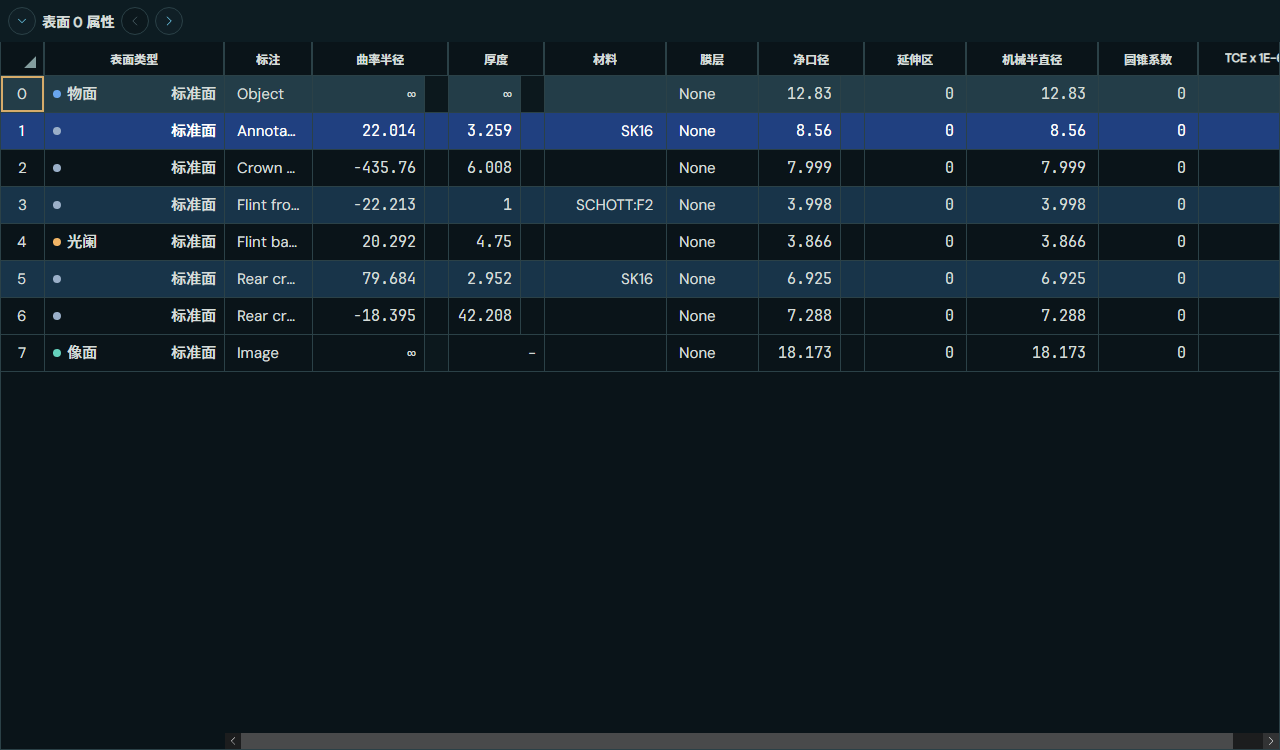 表面 0 属性
表面类型 标注 曲率半径 厚度 材料 膜层 净口径 延伸区 机械半直径 圆锥系数 TCE x 1E-
0 物面 标准面 Object ∞ ∞ None 12.83 0 12.83 0
1 标准面 Annota... 22.014 3.259 SK16 None 8.56 0 8.56 0
2 标准面 Crown ... -435.76 6.008 None 7.999 0 7.999 0
3 标准面 Flint fro... -22.213 1 SCHOTT:F2 None 3.998 0 3.998 0
4 光阑 标准面 Flint ba... 20.292 4.75 None 3.866 0 3.866 0
5 标准面 Rear cr... 79.684 2.952 SK16 None 6.925 0 6.925 0
6 标准面 Rear cr... -18.395 42.208 None 7.288 0 7.288 0
7 像面 标准面 Image ∞ - None 18.173 0 18.173 0